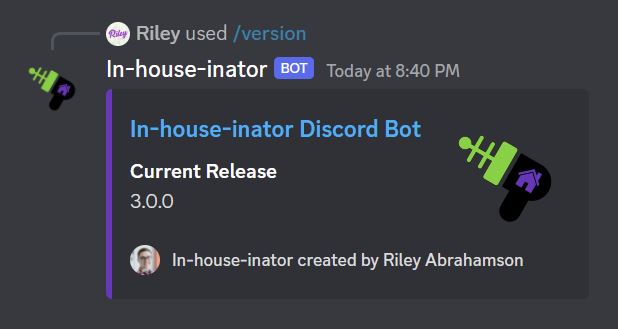 Riley Riley used /version
In-house-inator BOT Today at 8:40 PM
In-house-inator Discord Bot
Current Release
3.0.0
In-house-inator created by Riley Abrahamson